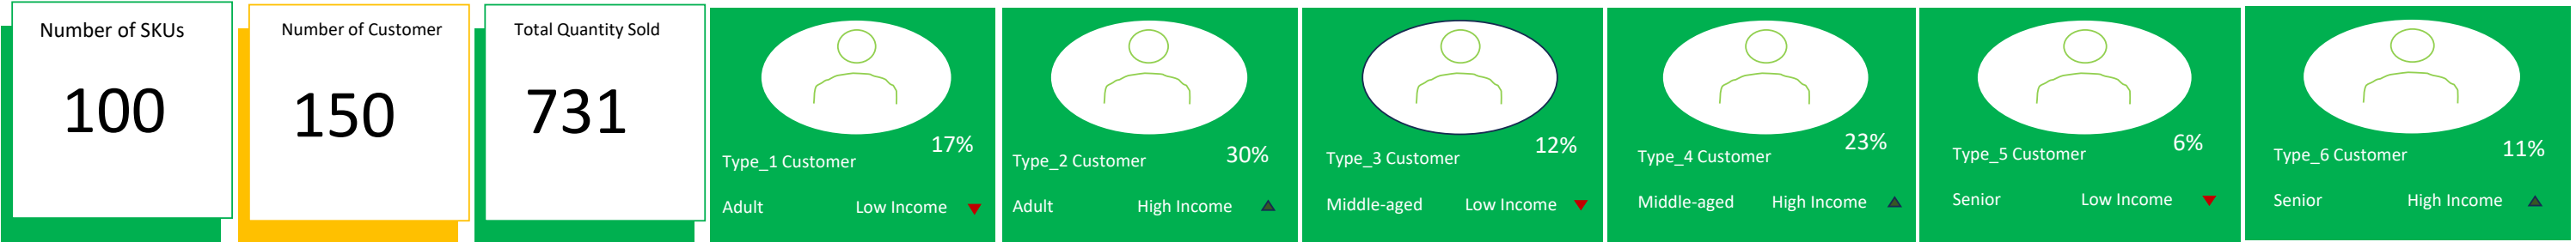 Number of SKUs
100
Number of Customer
150
Total Quantity Sold
731
17%
Type_1 Customer
Adult Low Income
30%
Type_2 Customer
Adult High Income
12%
Type_3 Customer
Middle-aged Low Income
23%
Type_4 Customer
Middle-aged High Income
6%
Type_5 Customer
Senior Low Income
11%
Type_6 Customer
Senior High Income